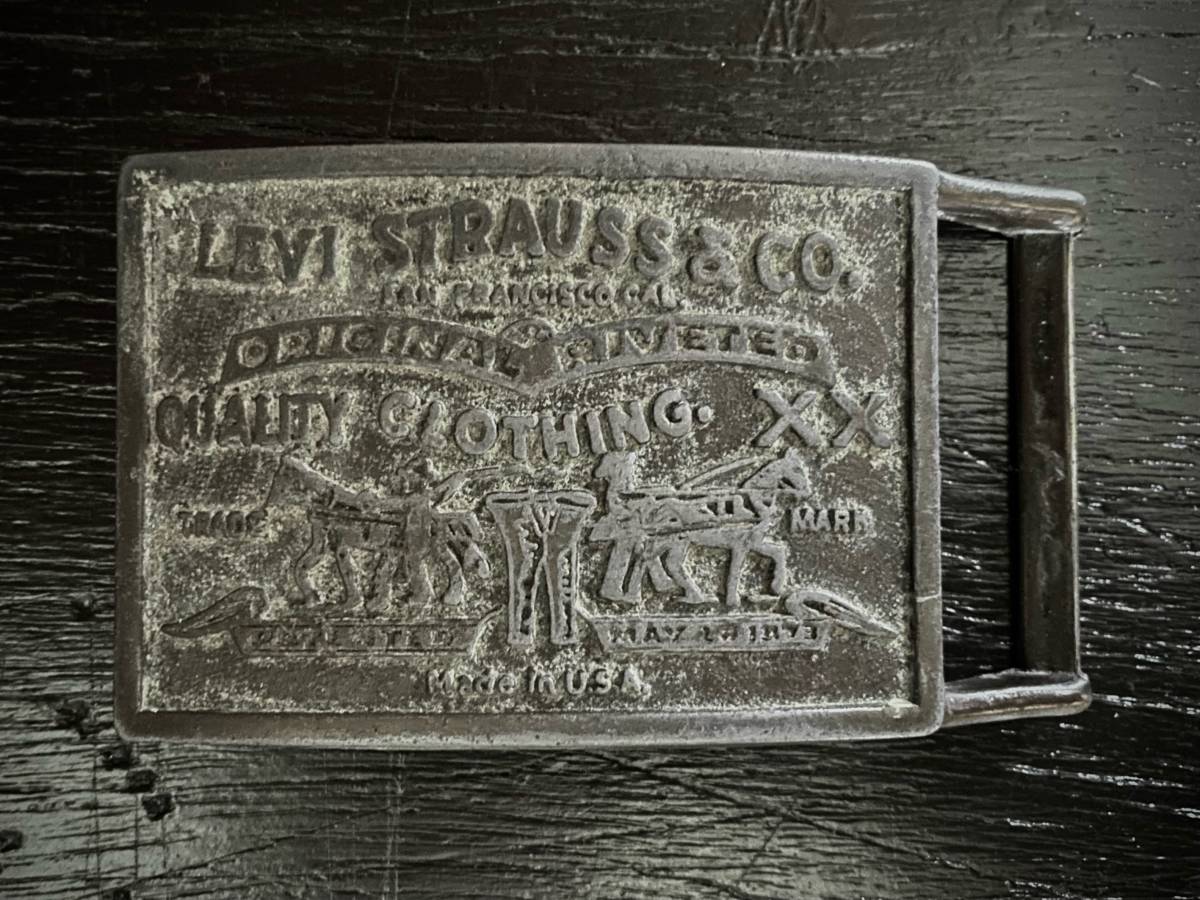 LEVI STRAUSS & CO.
SAN FRANCISCO CAL.
ORIGINAL RIVETED
QUALITY CLOTHING. XX
TRADE MARK
PATENTED MAY 20 1873
Made in U.S.A.